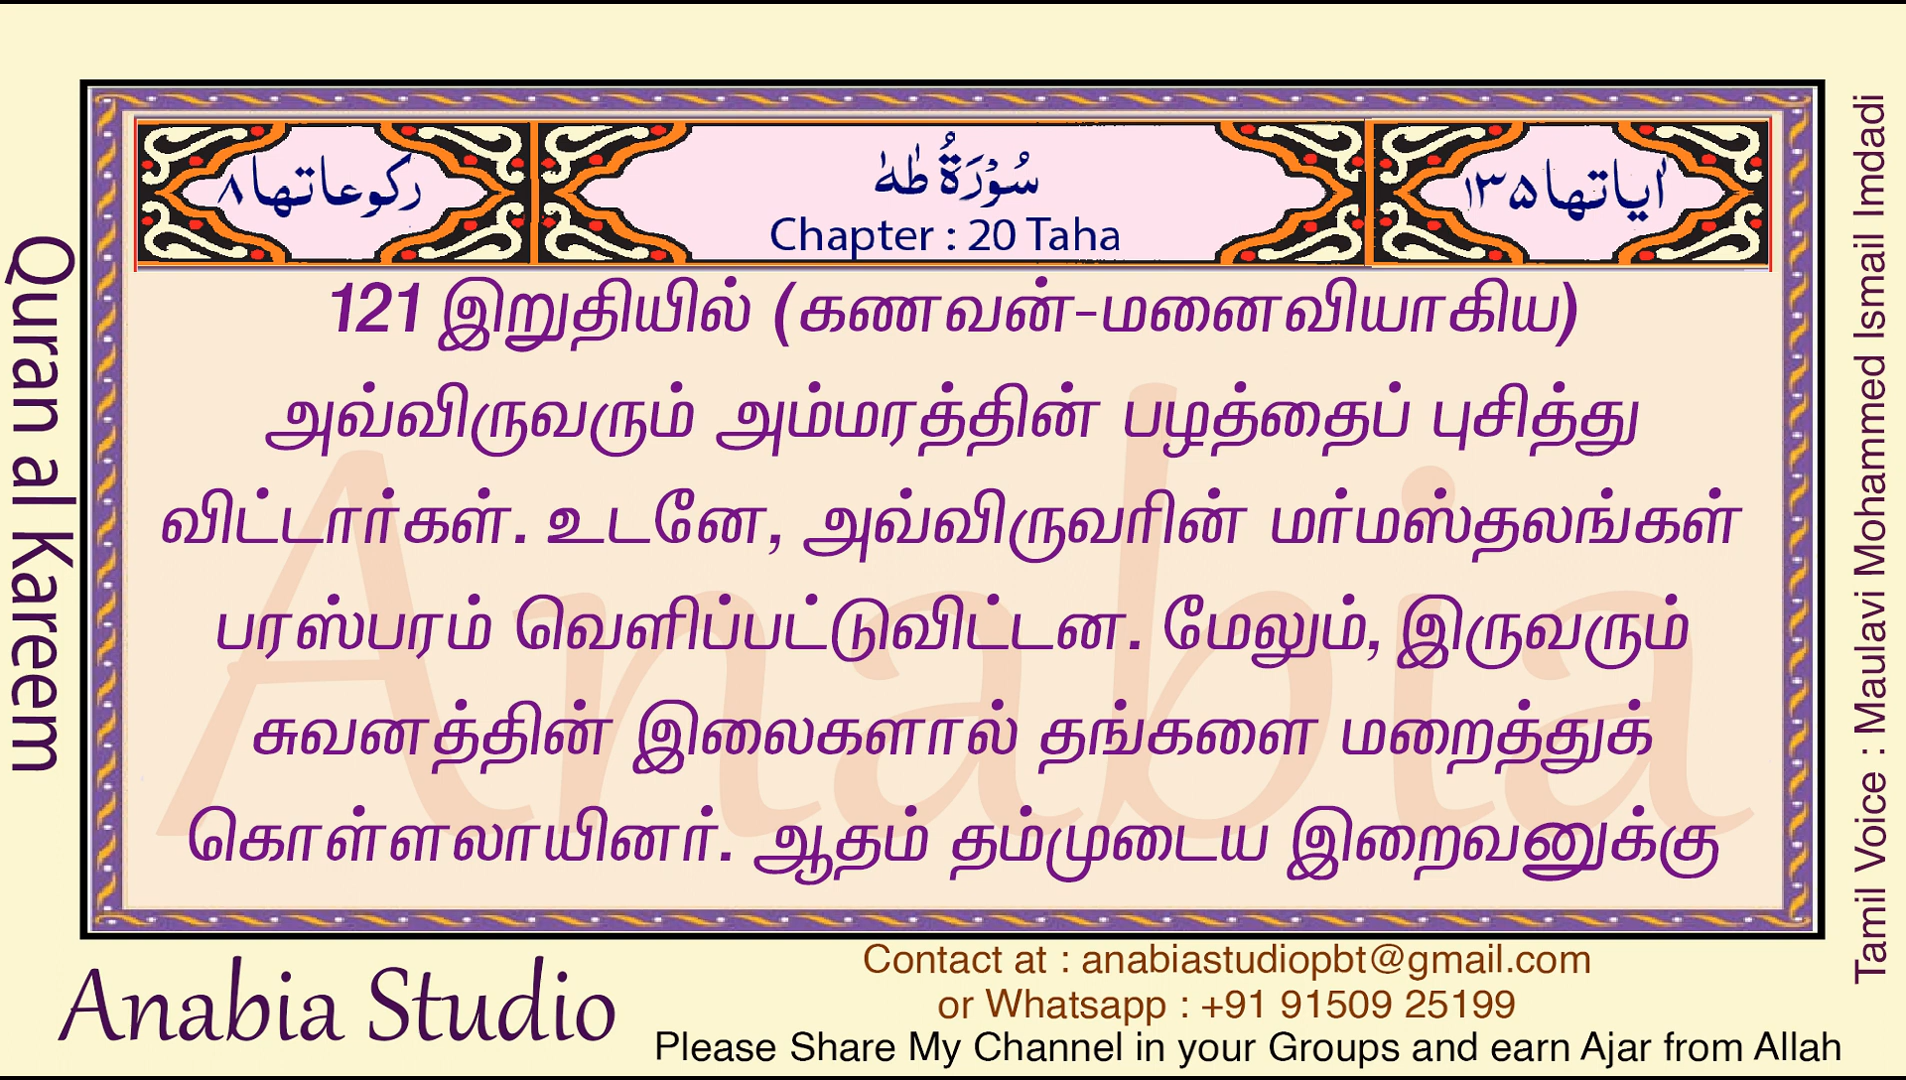 رکوعاتها ٨
سُوْرَةُ طٰهٰ
اٰیاتها ١٣٥
Chapter : 20 Taha
121 இறுதியில் (கணவன்-மனைவியாகிய)
அவ்விருவரும் அம்மரத்தின் பழத்தைப் புசித்து
விட்டார்கள். உடனே, அவ்விருவரின் மர்மஸ்தலங்கள்
பரஸ்பரம் வெளிப்பட்டுவிட்டன. மேலும், இருவரும்
சுவனத்தின் இலைகளால் தங்களை மறைத்துக்
கொள்ளலாயினர். ஆதம் தம்முடைய இறைவனுக்கு
Anabia
Quran al Kareem
Tamil Voice : Maulavi Mohammed Ismail Imdadi
Anabia Studio
Contact at : anabiastudiopbt@gmail.com
or Whatsapp : +91 91509 25199
Please Share My Channel in your Groups and earn Ajar from Allah